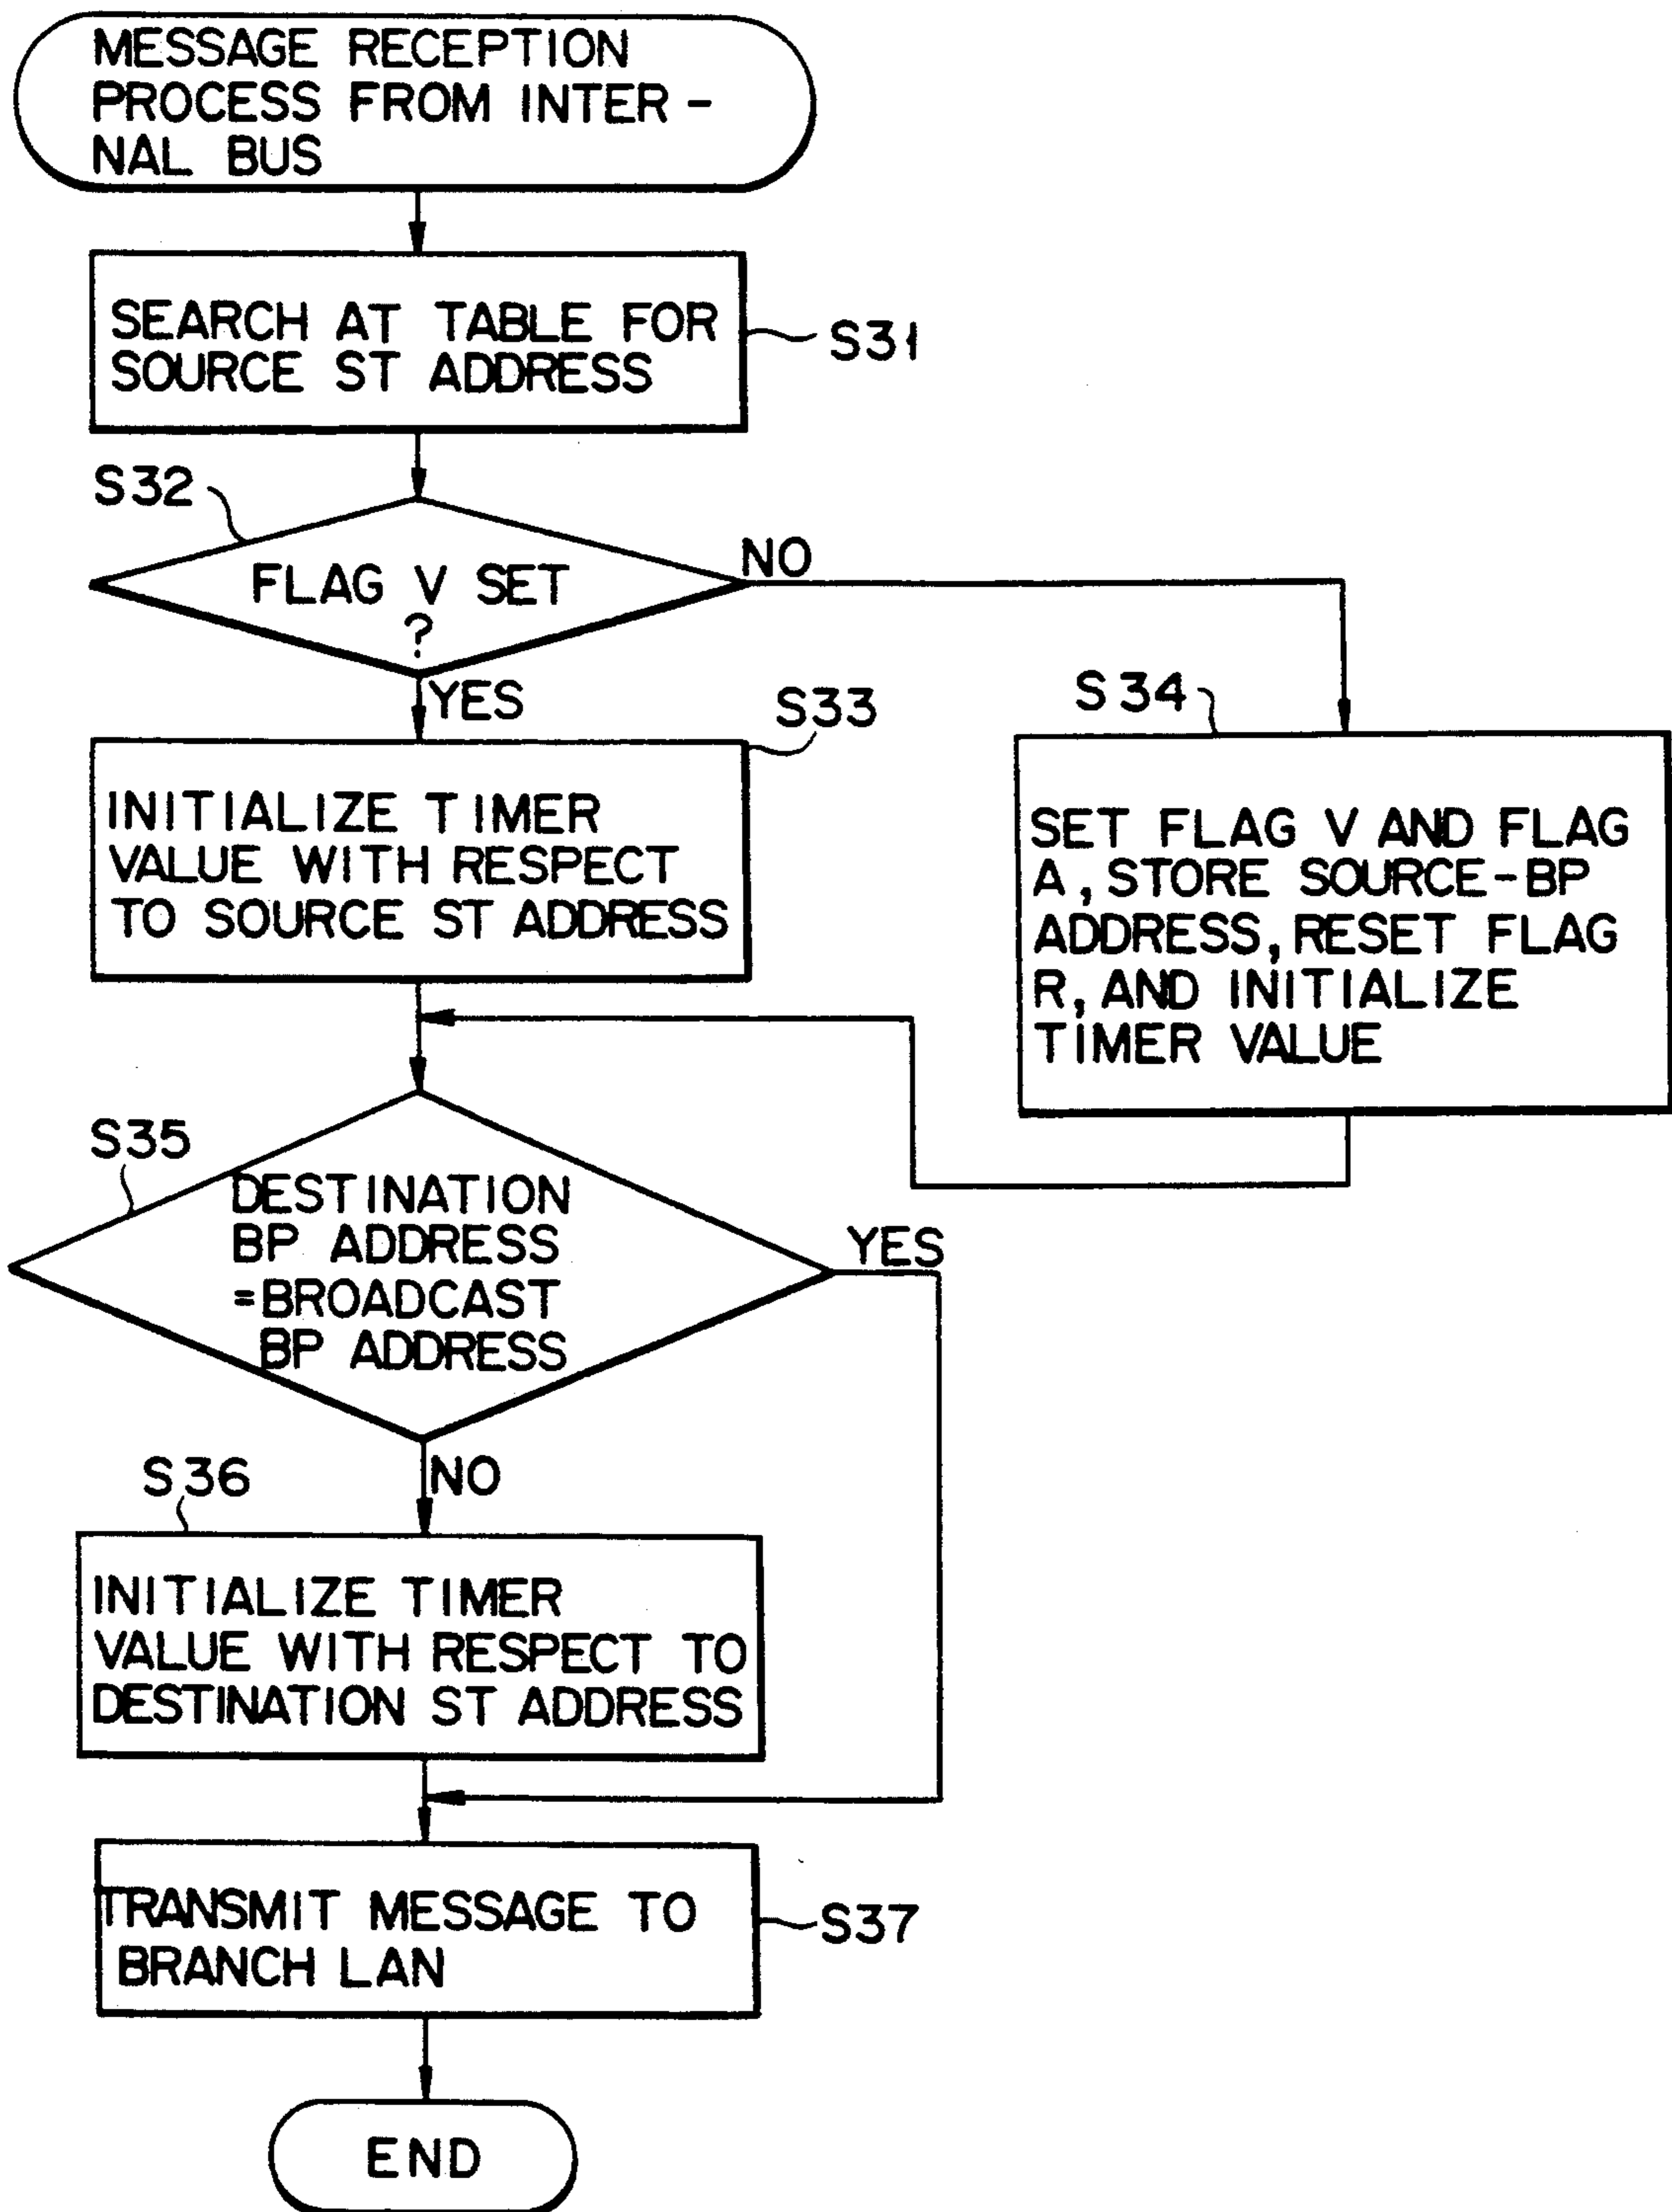 MESSAGE RECEPTION
PROCESS FROM INTER-
NAL BUS
SEARCH AT TABLE FOR
SOURCE ST ADDRESS
S31
S32
FLAG V SET
?
NO
YES
S33
INITIALIZE TIMER
VALUE WITH RESPECT
TO SOURCE ST ADDRESS
S34
SET FLAG V AND FLAG
A, STORE SOURCE-BP
ADDRESS, RESET FLAG
R, AND INITIALIZE
TIMER VALUE
S35
DESTINATION
BP ADDRESS
=BROADCAST
BP ADDRESS
YES
NO
S36
INITIALIZE TIMER
VALUE WITH RESPECT TO
DESTINATION ST ADDRESS
TRANSMIT MESSAGE TO
BRANCH LAN
S37
END